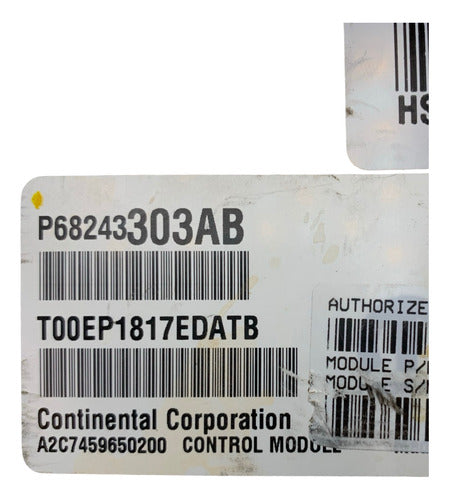 HS
P68243303AB
T00EP1817EDATB
AUTHORIZE
MODULE P/
MODULE S/
Continental Corporation
A2C7459650200 CONTROL MODULE